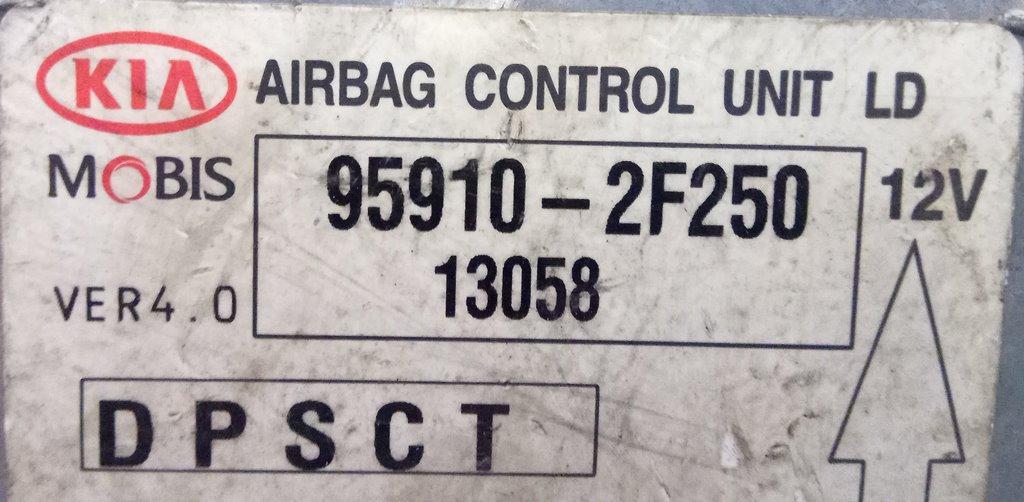 KIA AIRBAG CONTROL UNIT LD
MOBIS
95910-2F250
12V
13058
VER4.0
DPSCT